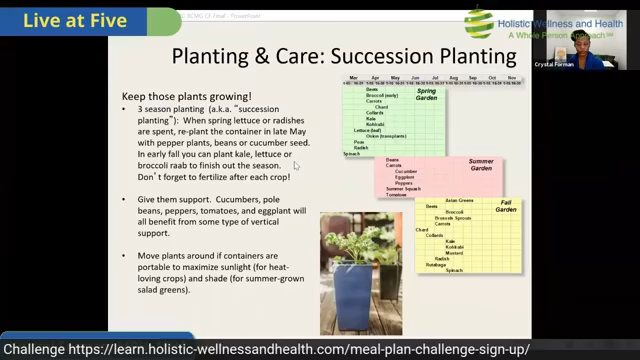 Live at Five
Holistic Wellness and Health
A Whole Person Approach
Crystal Forman
Planting & Care: Succession Planting
Keep those plants growing!
• 3 season planting (a.k.a. “succession
planting”): When spring lettuce or radishes
are spent, re-plant the container in late May
with pepper plants, beans or cucumber seed.
In early fall you can plant kale, lettuce or
broccoli raab to finish out the season.
Don’t forget to fertilize after each crop!
• Give them support. Cucumbers, pole
beans, peppers, tomatoes, and eggplant will
all benefit from some type of vertical
support.
• Move plants around if containers are
portable to maximize sunlight (for heat-
loving crops) and shade (for summer-grown
salad greens).
Mar Apr May Jun Jul Aug Sep Oct Nov
Spring
Garden
Beets
Broccoli (early)
Carrots
Chard
Collards
Kale
Kohlrabi
Lettuce (leaf)
Onion (transplants)
Peas
Radish
Spinach
Summer
Garden
Beans
Carrots
Cucumber
Eggplant
Peppers
Summer Squash
Tomatoes
Fall
Garden
Asian Greens
Beets
Broccoli
Brussels Sprouts
Carrots
Chard
Collards
Kale
Kohlrabi
Mustard
Radish
Rutabaga
Spinach
Challenge https://learn.holistic-wellnessandhealth.com/meal-plan-challenge-sign-up/